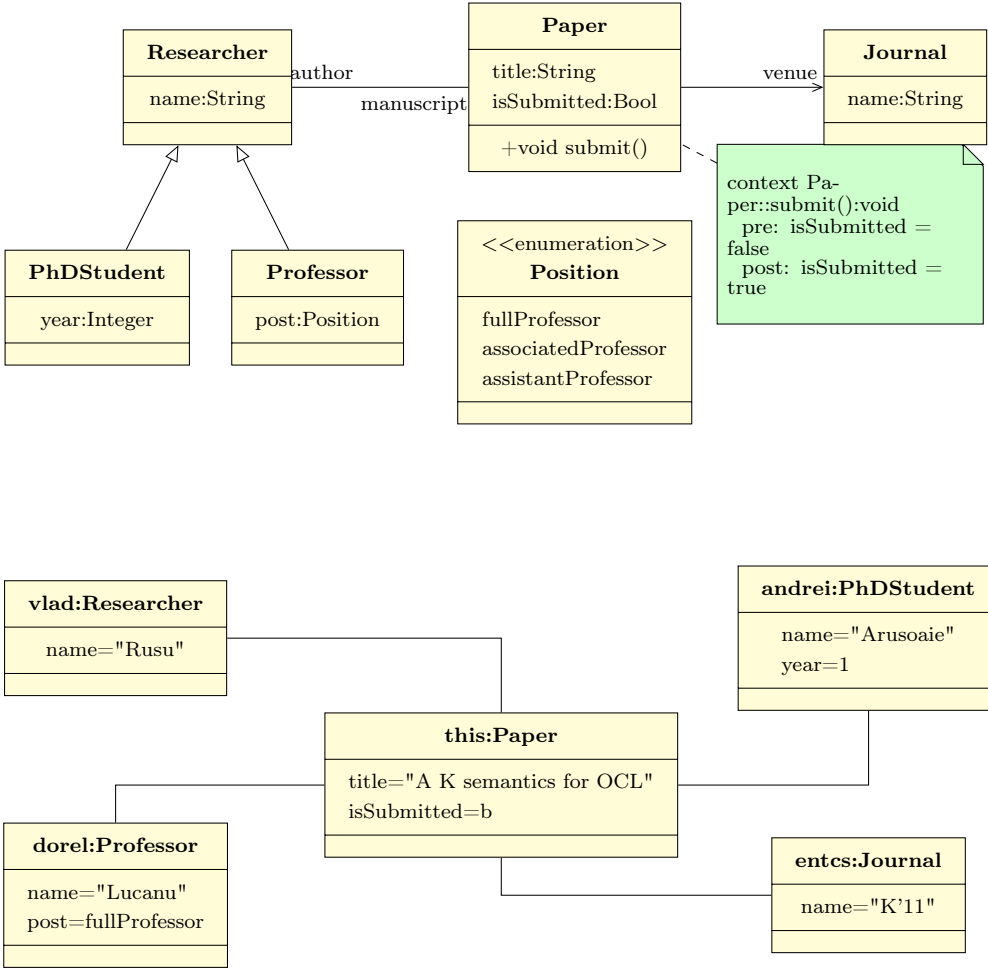 Researcher
name:String
author
manuscript
Paper
title:String
isSubmitted:Bool
+void submit()
venue
Journal
name:String
context Pa-
per::submit():void
pre: isSubmitted =
false
post: isSubmitted =
true
PhDStudent
year:Integer
Professor
post:Position
<<enumeration>>
Position
fullProfessor
associatedProfessor
assistantProfessor
vlad:Researcher
name="Rusu"
andrei:PhDStudent
name="Arusoaie"
year=1
this:Paper
title="A K semantics for OCL"
isSubmitted=b
dorel:Professor
name="Lucanu"
post=fullProfessor
entcs:Journal
name="K'11"